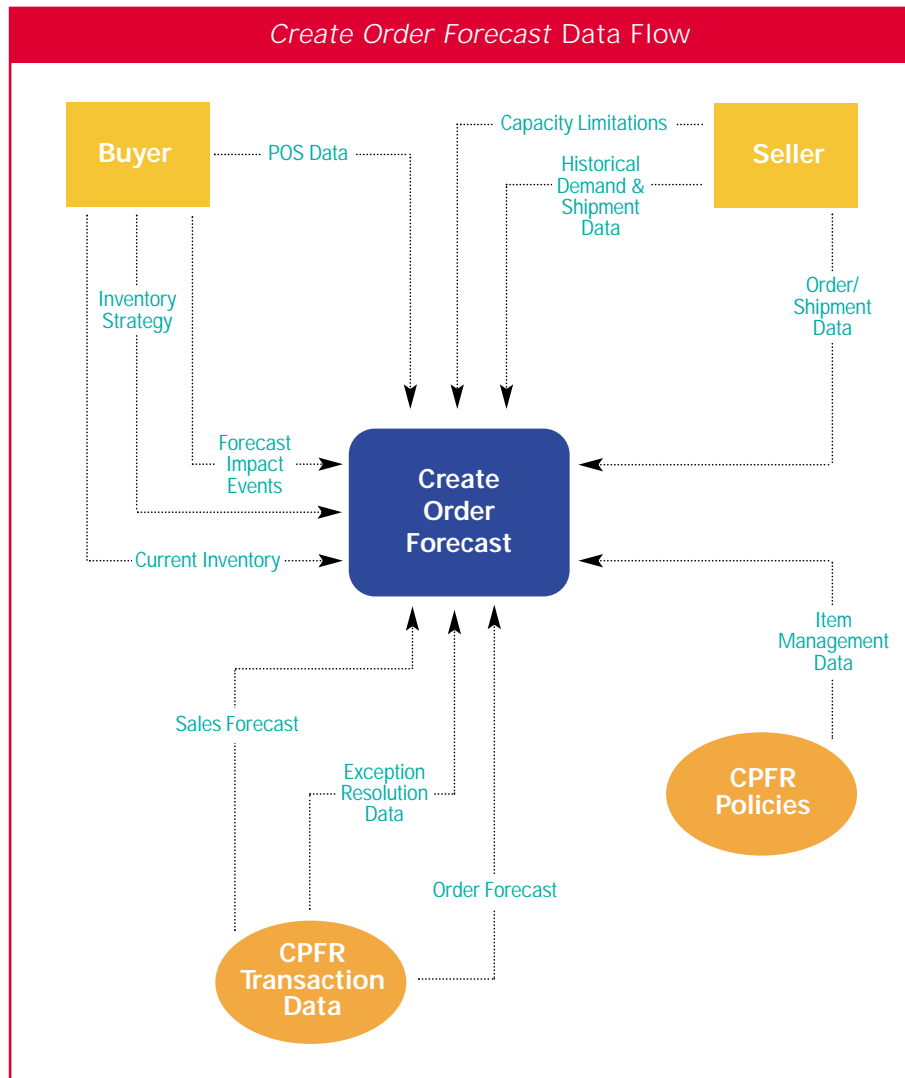 Create Order Forecast Data Flow
Buyer
POS Data
Capacity Limitations
Seller
Historical
Demand &
Shipment
Data
Inventory
Strategy
Order/
Shipment
Data
Forecast
Impact
Events
Create
Order
Forecast
Current Inventory
Item
Management
Data
Sales Forecast
Exception
Resolution
Data
CPFR
Policies
Order Forecast
CPFR
Transaction
Data